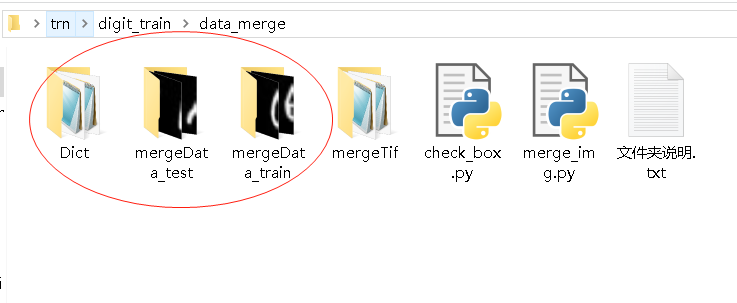 trn > digit_train > data_merge
Dict
mergeDat
a_test
mergeDat
a_train
mergeTif
check_box
.py
merge_im
g.py
文件夹说明.
txt